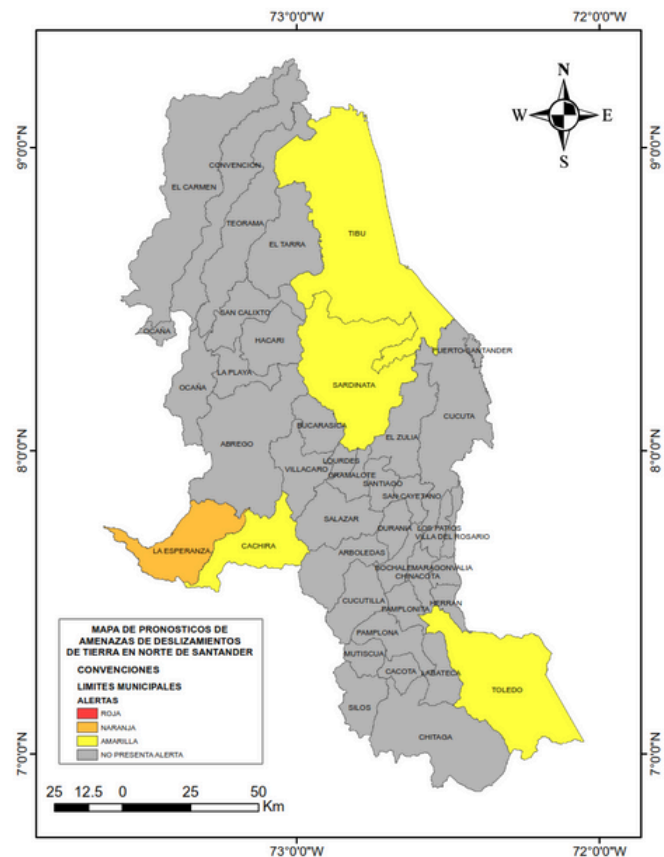 73°0'0"W
72°0'0"W
N
W
E
S
9°0'0"N
9°0'0"N
CONVENCIÓN
EL CARMEN
TEORAMA
TIBU
EL TARRA
SAN CALIXTO
OCAÑA
HACARI
PUERTO SANTANDER
LA PLAYA
OCAÑA
SARDINATA
CUCUTA
BUCARASICA
EL ZULIA
ABREGO
8°0'0"N
8°0'0"N
LOURDES
VILLACARO
GRAMALOTE
SANTIAGO
SAN CAYETANO
SALAZAR
DURANIA
LOS PATIOS
VILLA DEL ROSARIO
LA ESPERANZA
CACHIRA
ARBOLEDAS
BOCHALEMA
RAGONVALIA
CHINACOTA
CUCUTILLA
HERRAN
PAMPLONITA
PAMPLONA
MUTISCUA
CACOTA
LABATECA
TOLEDO
SILOS
CHITAGA
7°0'0"N
7°0'0"N
MAPA DE PRONOSTICOS DE
AMENAZAS DE DESLIZAMIENTOS
DE TIERRA EN NORTE DE SANTANDER
CONVENCIONES
LIMITES MUNICIPALES
ALERTAS
ROJA
NARANJA
AMARILLA
NO PRESENTA ALERTA
25 12.5 0 25 50
Km
73°0'0"W
72°0'0"W